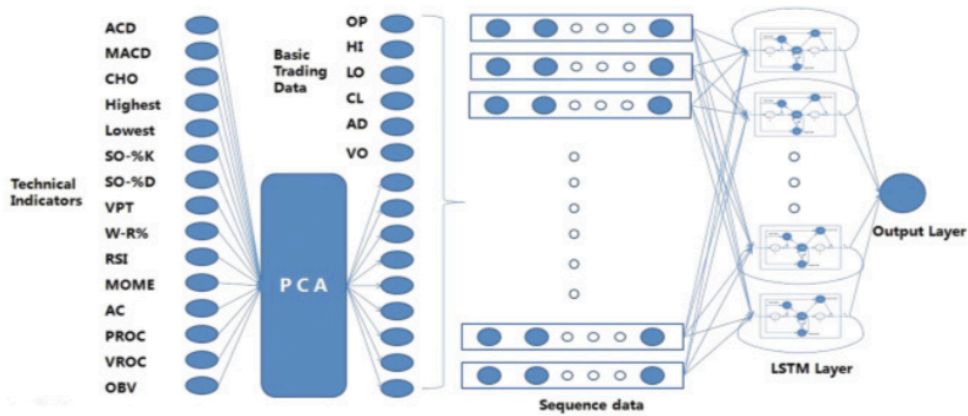 ACD
MACD
CHO
Highest
Lowest
SO-%K
SO-%D
VPT
W-R%
RSI
MOME
AC
PROC
VROC
OBV
Technical
Indicators
PCA
Basic
Trading
Data
OP
HI
LO
CL
AD
VO
Sequence data
LSTM Layer
Output Layer